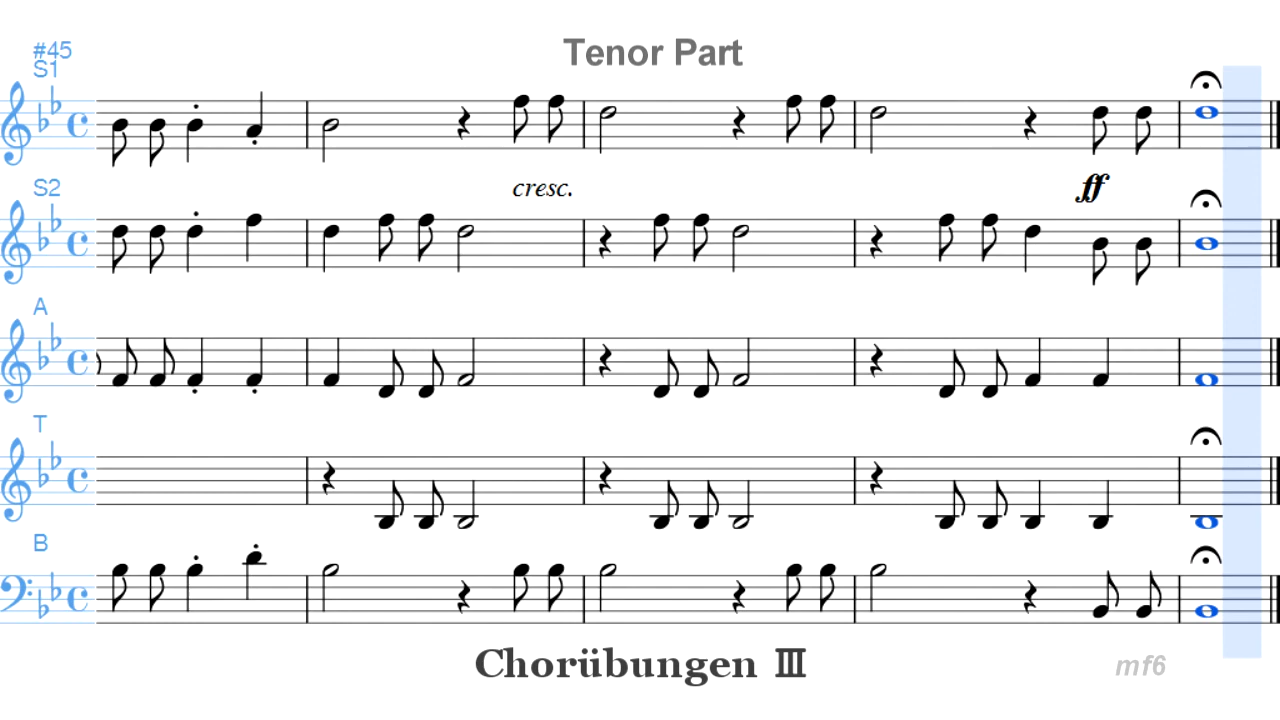 Tenor Part
#45
S1
cresc.
ff
S2
A
T
B
Chorübungen Ⅲ
mf6